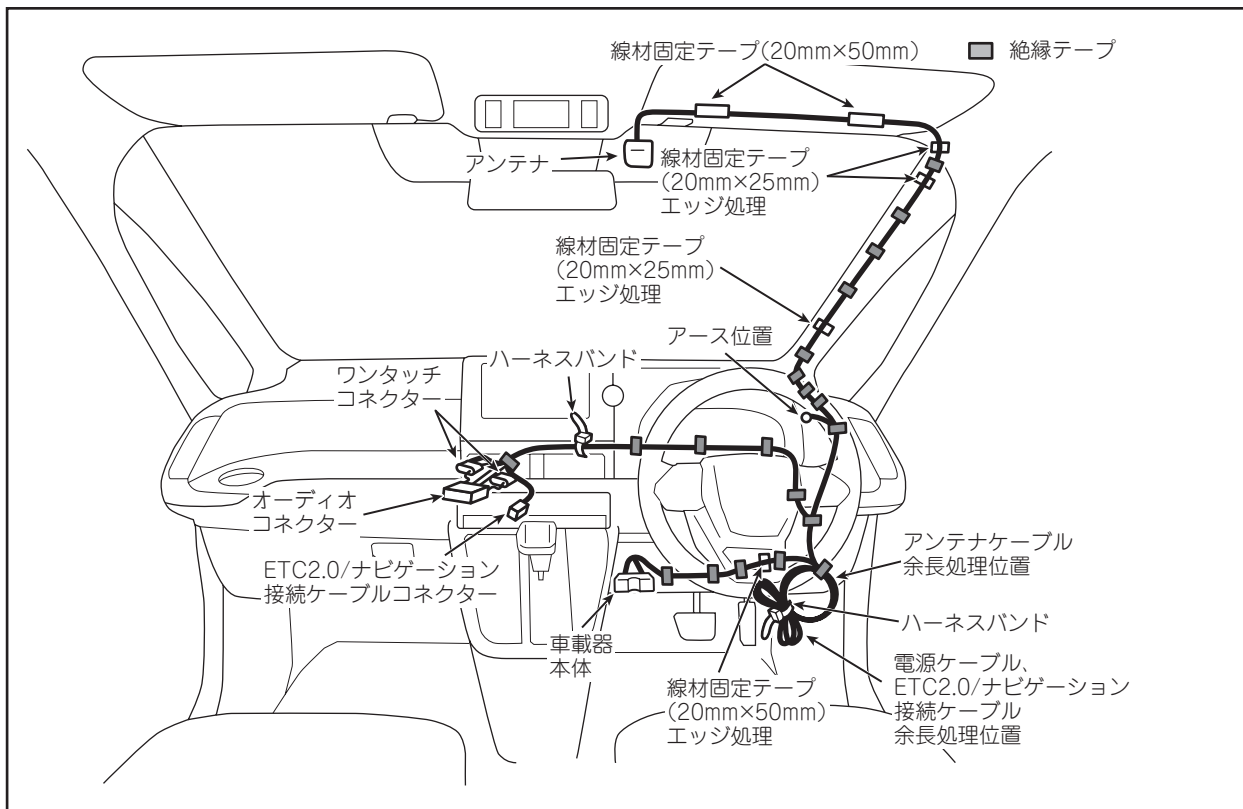 線材固定テープ(20mm×50mm)
絶縁テープ
アンテナ
線材固定テープ
(20mm×25mm)
エッジ処理
線材固定テープ
(20mm×25mm)
エッジ処理
アース位置
ハーネスバンド
ワンタッチ
コネクター
オーディオ
コネクター
ETC2.0/ナビゲーション
接続ケーブルコネクター
車載器
本体
線材固定テープ
(20mm×50mm)
エッジ処理
アンテナケーブル
余長処理位置
ハーネスバンド
電源ケーブル、
ETC2.0/ナビゲーション
接続ケーブル
余長処理位置